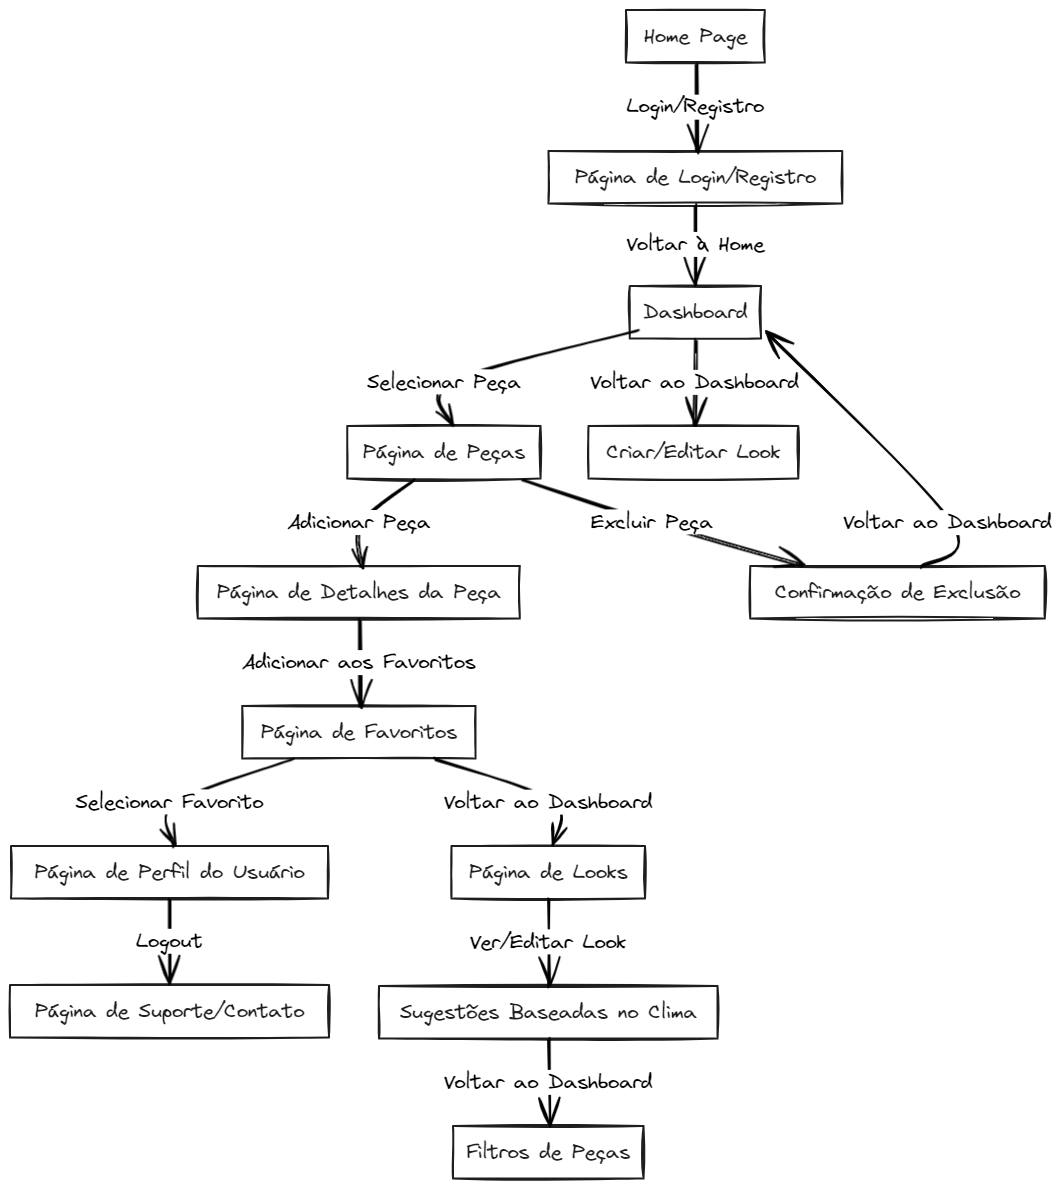 Home Page
Login/Registro
Página de Login/Registro
Voltar à Home
Dashboard
Selecionar Peça
Voltar ao Dashboard
Página de Peças
Criar/Editar Look
Adicionar Peça
Excluir Peça
Voltar ao Dashboard
Página de Detalhes da Peça
Confirmação de Exclusão
Adicionar aos Favoritos
Página de Favoritos
Selecionar Favorito
Voltar ao Dashboard
Página de Perfil do Usuário
Página de Looks
Logout
Ver/Editar Look
Página de Suporte/Contato
Sugestões Baseadas no Clima
Voltar ao Dashboard
Filtros de Peças